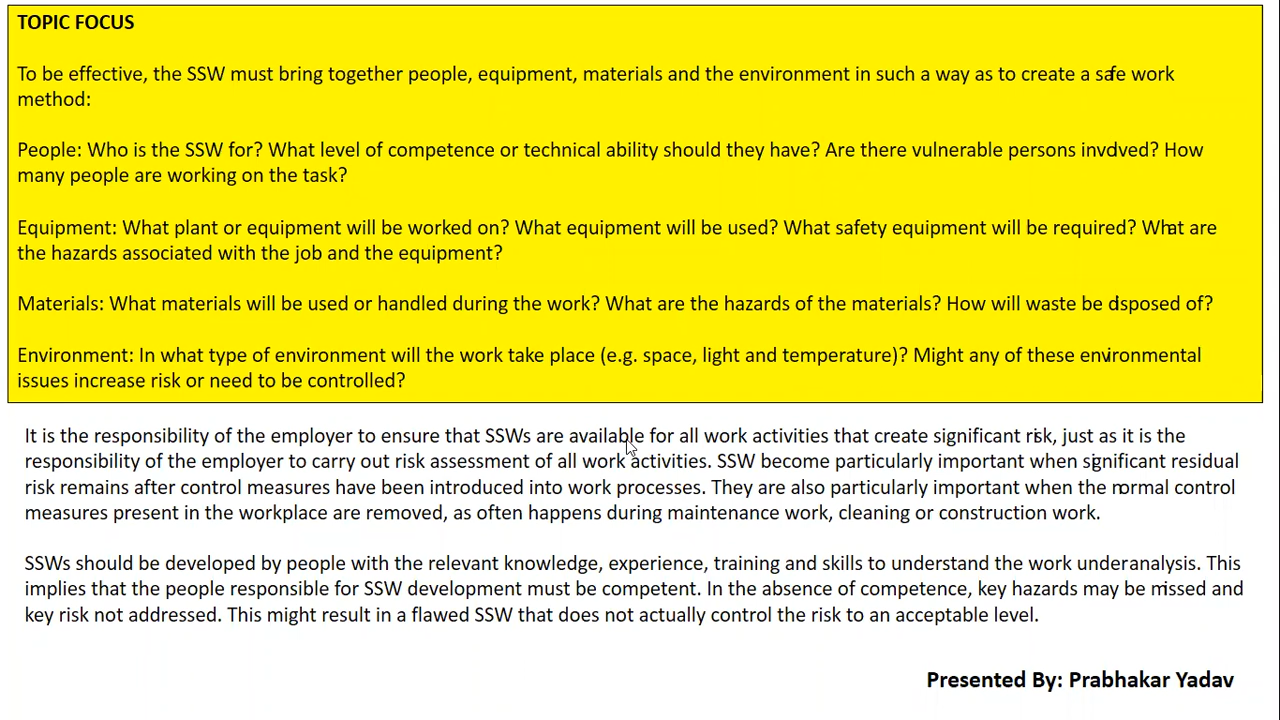 TOPIC FOCUS
To be effective, the SSW must bring together people, equipment, materials and the environment in such a way as to create a safe work
method:
People: Who is the SSW for? What level of competence or technical ability should they have? Are there vulnerable persons involved? How
many people are working on the task?
Equipment: What plant or equipment will be worked on? What equipment will be used? What safety equipment will be required? What are
the hazards associated with the job and the equipment?
Materials: What materials will be used or handled during the work? What are the hazards of the materials? How will waste be disposed of?
Environment: In what type of environment will the work take place (e.g. space, light and temperature)? Might any of these environmental
issues increase risk or need to be controlled?
It is the responsibility of the employer to ensure that SSWs are available for all work activities that create significant risk, just as it is the
responsibility of the employer to carry out risk assessment of all work activities. SSW become particularly important when significant residual
risk remains after control measures have been introduced into work processes. They are also particularly important when the normal control
measures present in the workplace are removed, as often happens during maintenance work, cleaning or construction work.
SSWs should be developed by people with the relevant knowledge, experience, training and skills to understand the work under analysis. This
implies that the people responsible for SSW development must be competent. In the absence of competence, key hazards may be missed and
key risk not addressed. This might result in a flawed SSW that does not actually control the risk to an acceptable level.
Presented By: Prabhakar Yadav